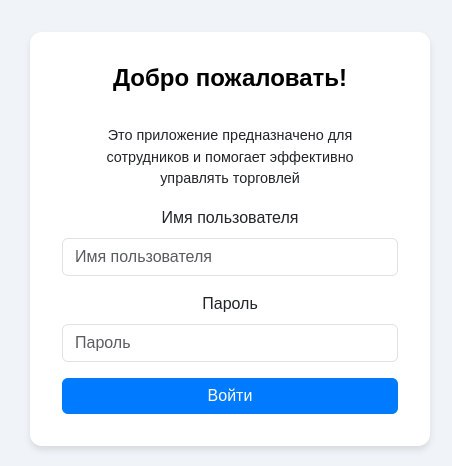 Добро пожаловать!
Это приложение предназначено для
сотрудников и помогает эффективно
управлять торговлей
Имя пользователя
Имя пользователя
Пароль
Пароль
Войти